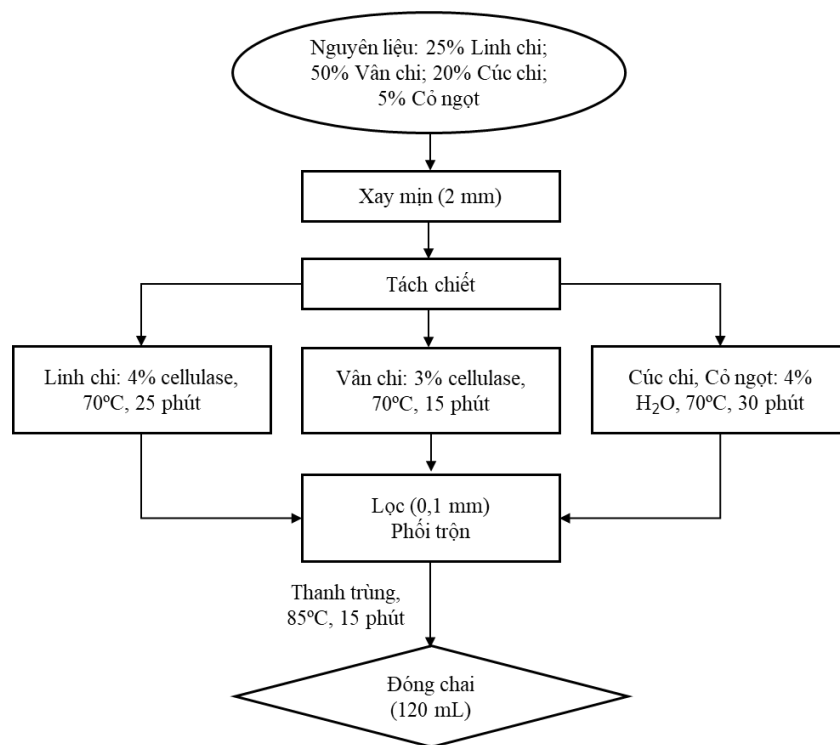 Nguyên liệu: 25% Linh chi;
50% Vân chi; 20% Cúc chi;
5% Cỏ ngọt
Xay mịn (2 mm)
Tách chiết
Linh chi: 4% cellulase,
70ºC, 25 phút
Vân chi: 3% cellulase,
70ºC, 15 phút
Cúc chi, Cỏ ngọt: 4%
H₂O, 70ºC, 30 phút
Lọc (0,1 mm)
Phối trộn
Thanh trùng,
85ºC, 15 phút
Đóng chai
(120 mL)